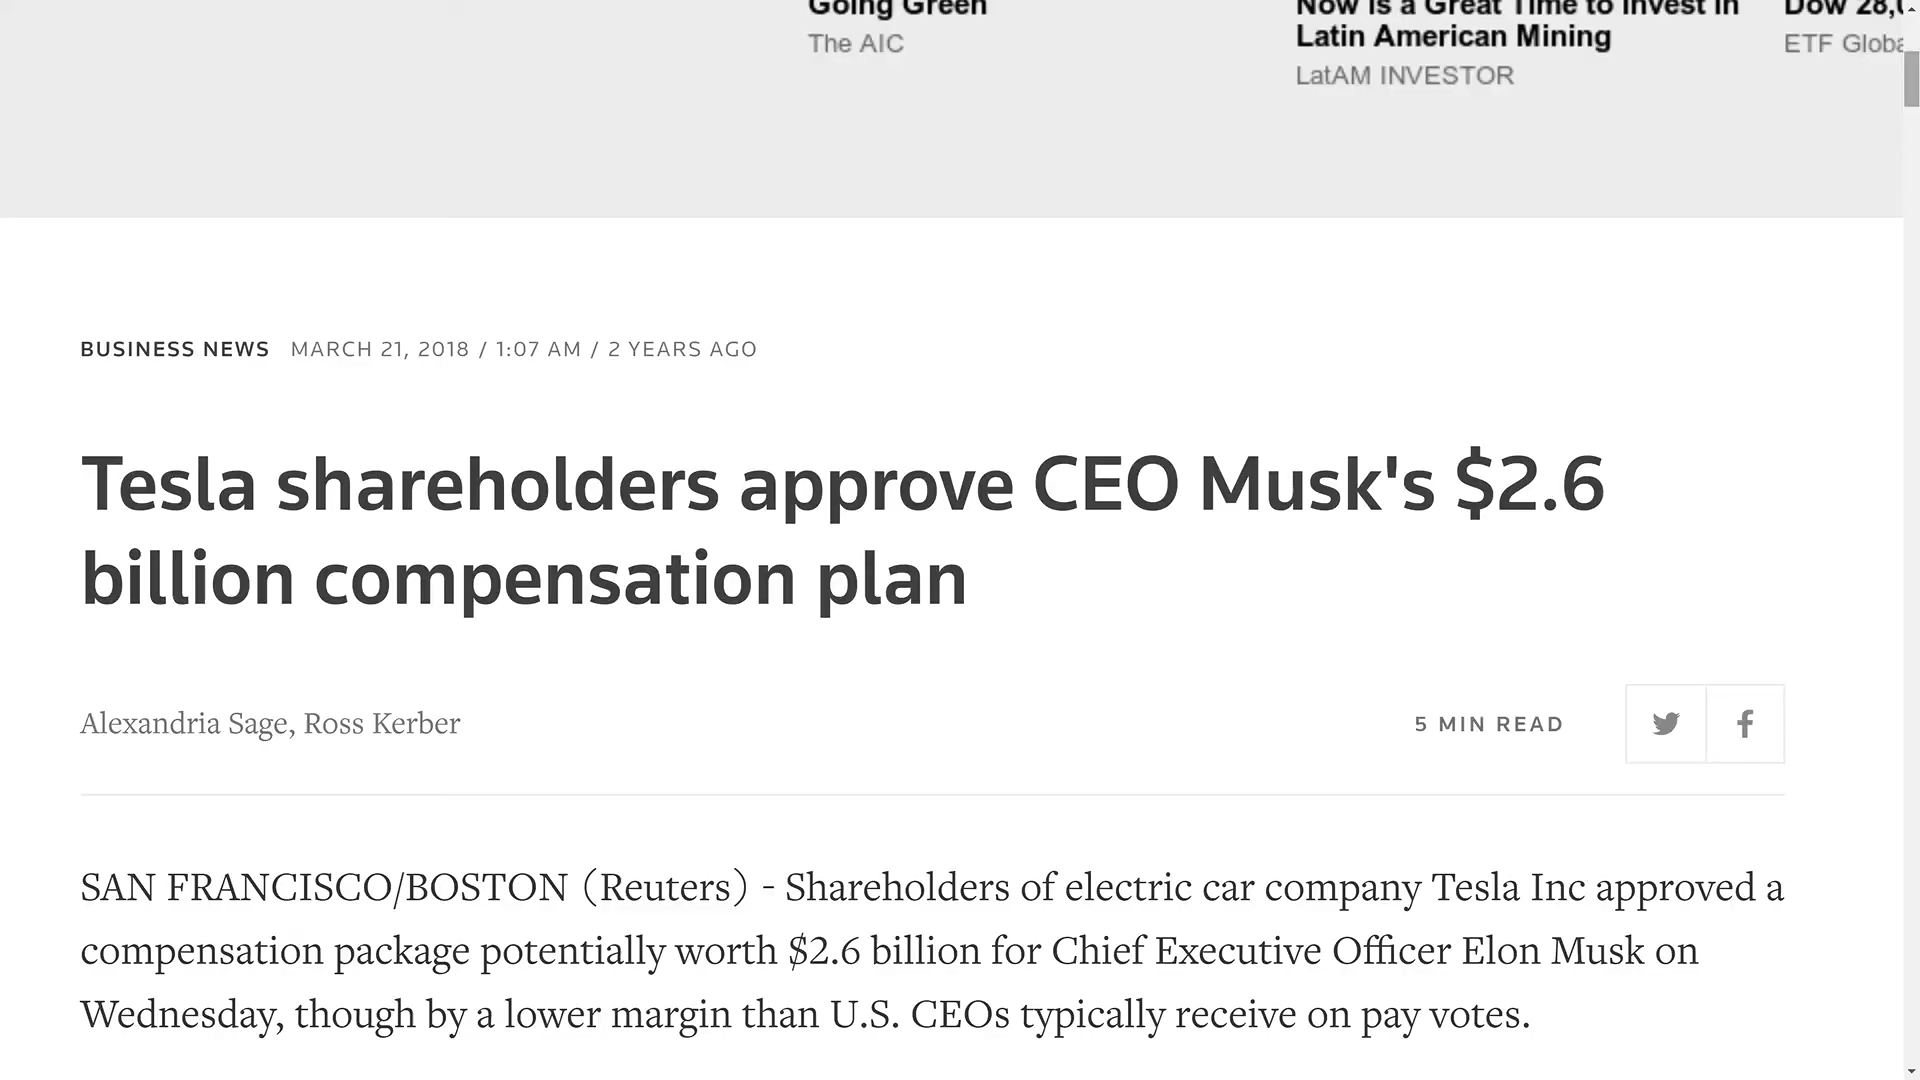 Going Green
The AIC
Now is a Great Time to Invest in
Latin American Mining
LatAM INVESTOR
Dow 28,
ETF Globa
BUSINESS NEWS MARCH 21, 2018 / 1:07 AM / 2 YEARS AGO
Tesla shareholders approve CEO Musk's $2.6
billion compensation plan
Alexandria Sage, Ross Kerber
5 MIN READ
SAN FRANCISCO/BOSTON (Reuters) - Shareholders of electric car company Tesla Inc approved a
compensation package potentially worth $2.6 billion for Chief Executive Officer Elon Musk on
Wednesday, though by a lower margin than U.S. CEOs typically receive on pay votes.